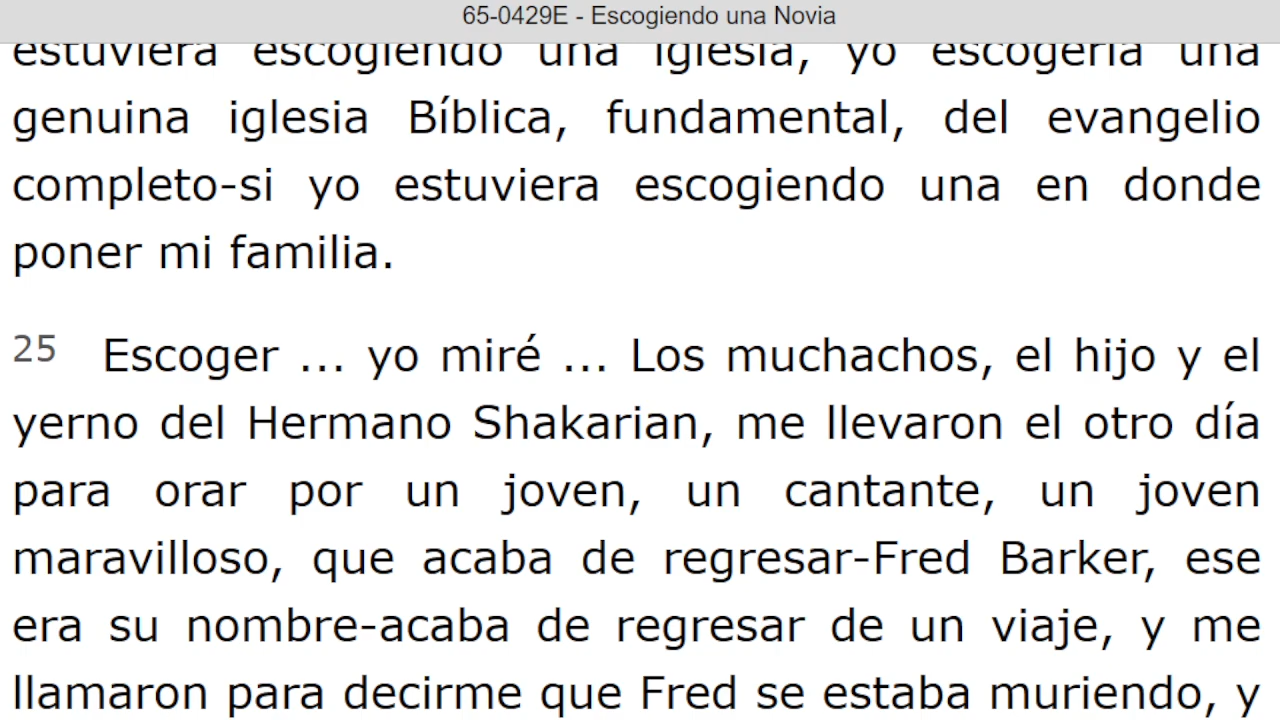 65-0429E - Escogiendo una Novia
estuviera escogiendo una iglesia, yo escogería una
genuina iglesia Bíblica, fundamental, del evangelio
completo-si yo estuviera escogiendo una en donde
poner mi familia.
25 Escoger ... yo miré ... Los muchachos, el hijo y el
yerno del Hermano Shakarian, me llevaron el otro día
para orar por un joven, un cantante, un joven
maravilloso, que acaba de regresar-Fred Barker, ese
era su nombre-acaba de regresar de un viaje, y me
llamaron para decirme que Fred se estaba muriendo, y